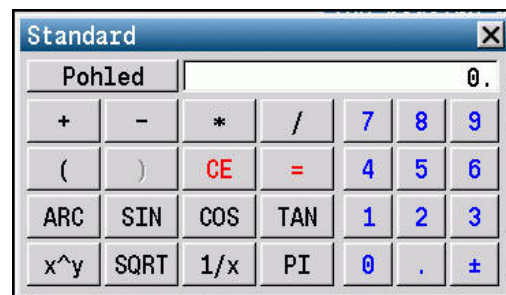 Standard
Pohled 0.
+ - * / 7 8 9
( ) CE = 4 5 6
ARC SIN COS TAN 1 2 3
x^y SQRT 1/x PI 0 . ±